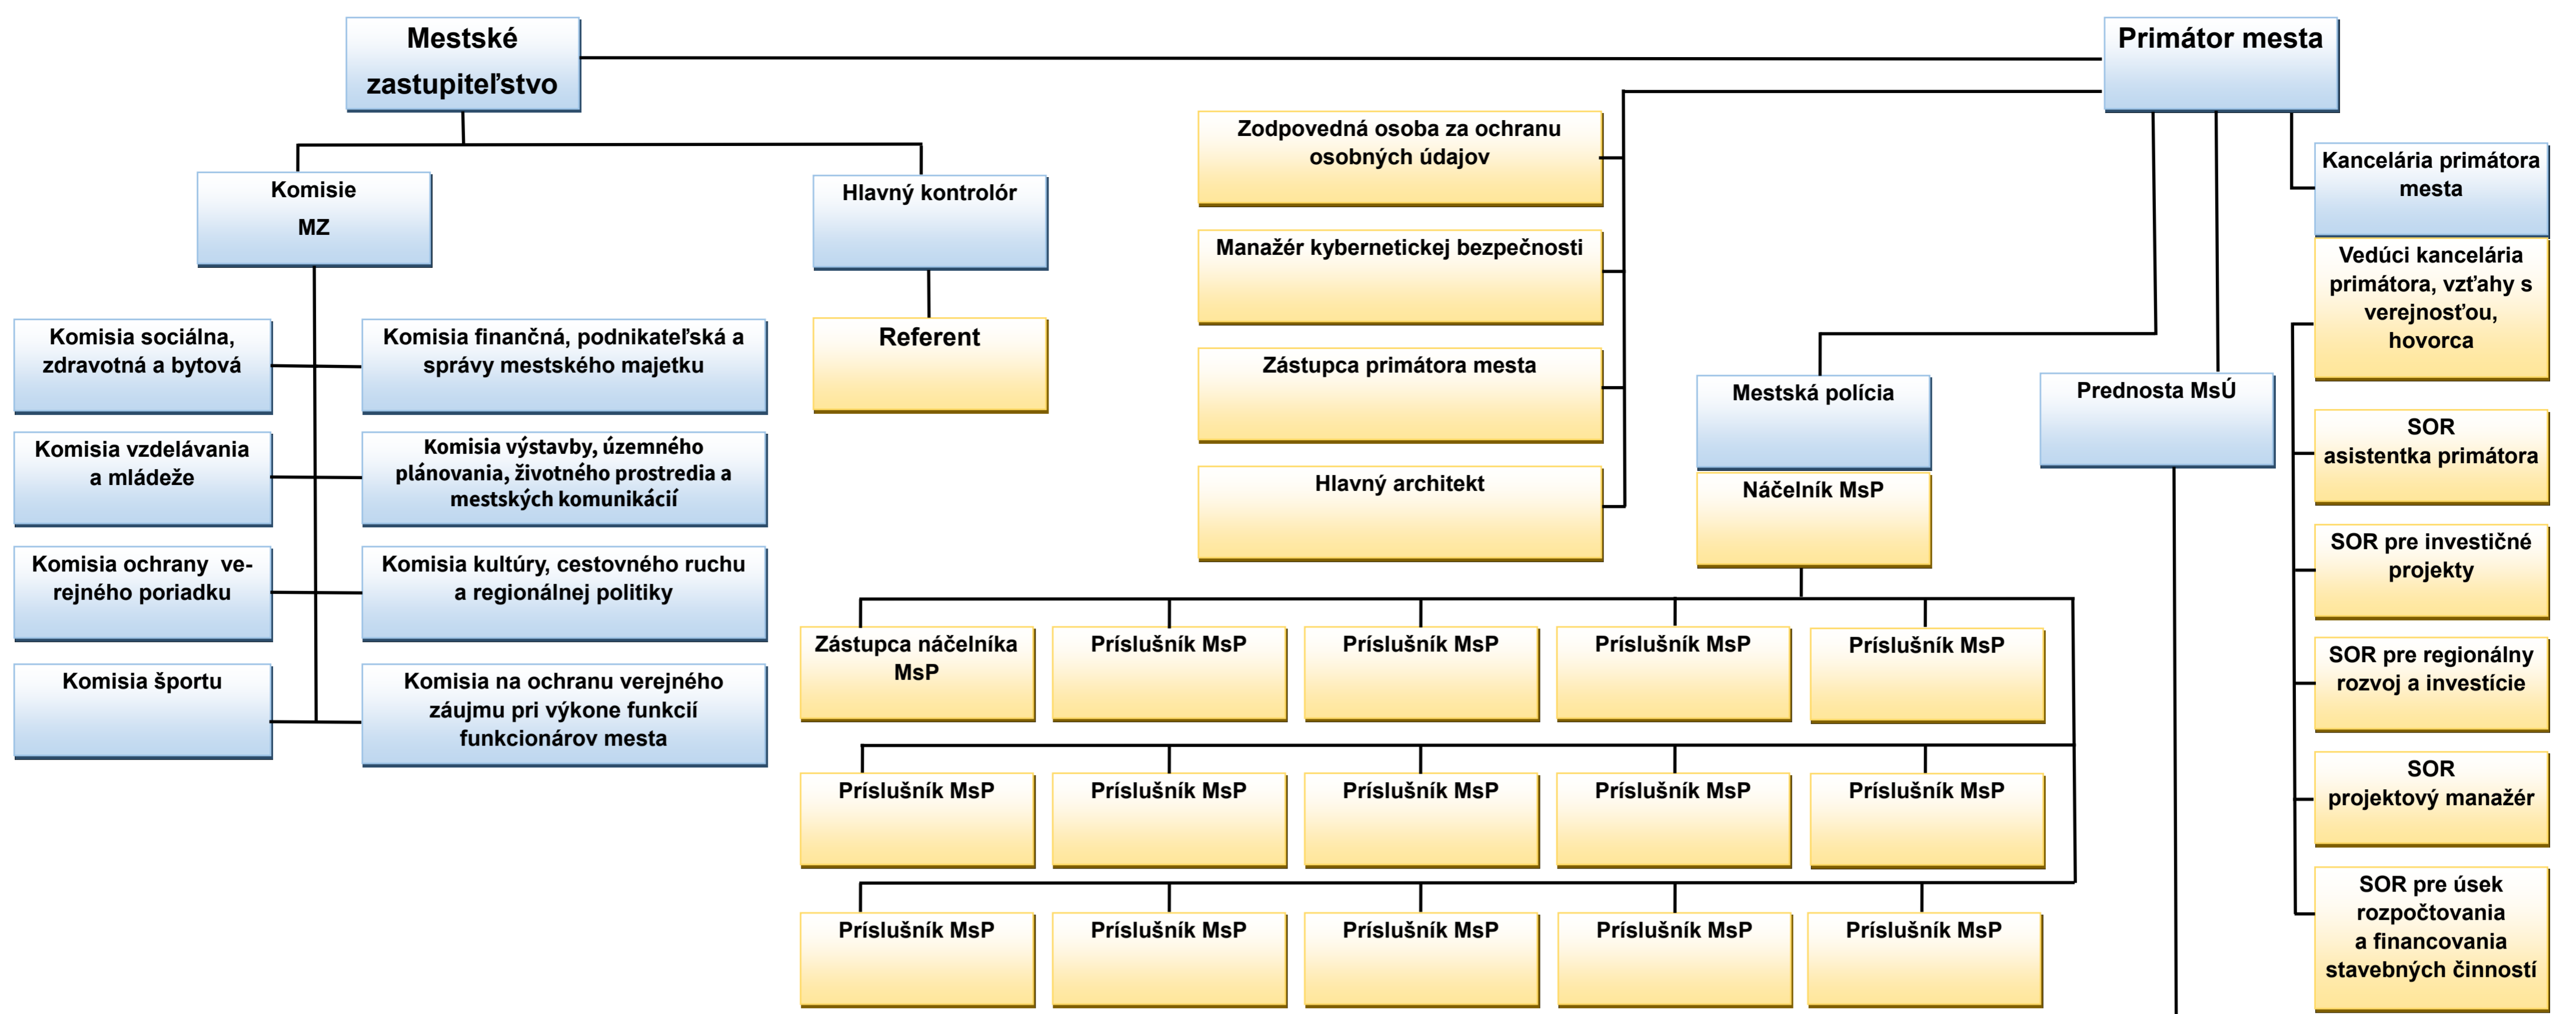 Mestské
zastupiteľstvo
Primátor mesta
Komisie
MZ
Hlavný kontrolór
Referent
Komisia sociálna,
zdravotná a bytová
Komisia finančná, podnikateľská a
správy mestského majetku
Komisia vzdelávania
a mládeže
Komisia výstavby, územného
plánovania, životného prostredia a
mestských komunikácií
Komisia ochrany ve-
rejného poriadku
Komisia kultúry, cestovného ruchu
a regionálnej politiky
Komisia športu
Komisia na ochranu verejného
záujmu pri výkone funkcií
funkcionárov mesta
Zodpovedná osoba za ochranu
osobných údajov
Manažér kybernetickej bezpečnosti
Zástupca primátora mesta
Hlavný architekt
Mestská polícia
Náčelník MsP
Prednosta MsÚ
Kancelária primátora
mesta
Vedúci kancelária
primátora, vzťahy s
verejnosťou,
hovorca
SOR
asistentka primátora
SOR pre investičné
projekty
SOR pre regionálny
rozvoj a investície
SOR
projektový manažér
SOR pre úsek
rozpočtovania
a financovania
stavebných činností
Zástupca náčelníka
MsP
Príslušník MsP
Príslušník MsP
Príslušník MsP
Príslušník MsP
Príslušník MsP
Príslušník MsP
Príslušník MsP
Príslušník MsP
Príslušník MsP
Príslušník MsP
Príslušník MsP
Príslušník MsP
Príslušník MsP
Príslušník MsP